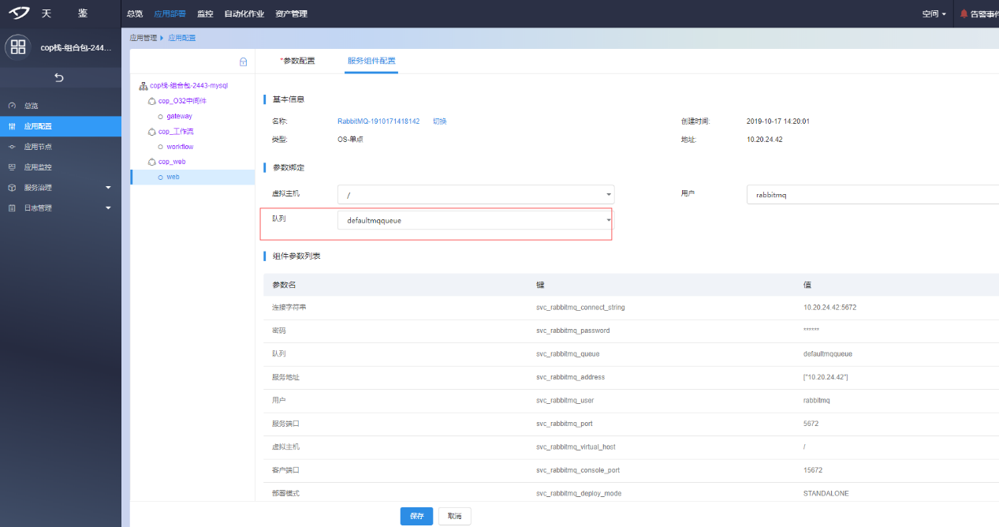 天 鉴 总览 应用部署 监控 自动化作业 资产管理 空间 告警事件
cop栈-组合包-244...
总览
应用配置
应用节点
应用监控
服务治理
日志管理
应用管理 应用配置
cop栈-组合包-2443-mysql
cop_O32中间件
gateway
cop_工作流
workflow
cop_web
web
*参数配置 服务组件配置
基本信息
名称: RabbitMQ-1910171418142 切换 创建时间: 2019-10-17 14:20:01
类型: OS-单点 地址: 10.20.24.42
参数绑定
虚拟主机 / 用户 rabbitmq
队列 defaultmqqueue
组件参数列表
参数名 键 值
连接字符串 svc_rabbitmq_connect_string 10.20.24.42:5672
密码 svc_rabbitmq_password ******
队列 svc_rabbitmq_queue defaultmqqueue
服务地址 svc_rabbitmq_address ["10.20.24.42"]
用户 svc_rabbitmq_user rabbitmq
服务端口 svc_rabbitmq_port 5672
虚拟主机 svc_rabbitmq_virtual_host /
客户端口 svc_rabbitmq_console_port 15672
部署模式 svc_rabbitmq_deploy_mode STANDALONE
保存 取消